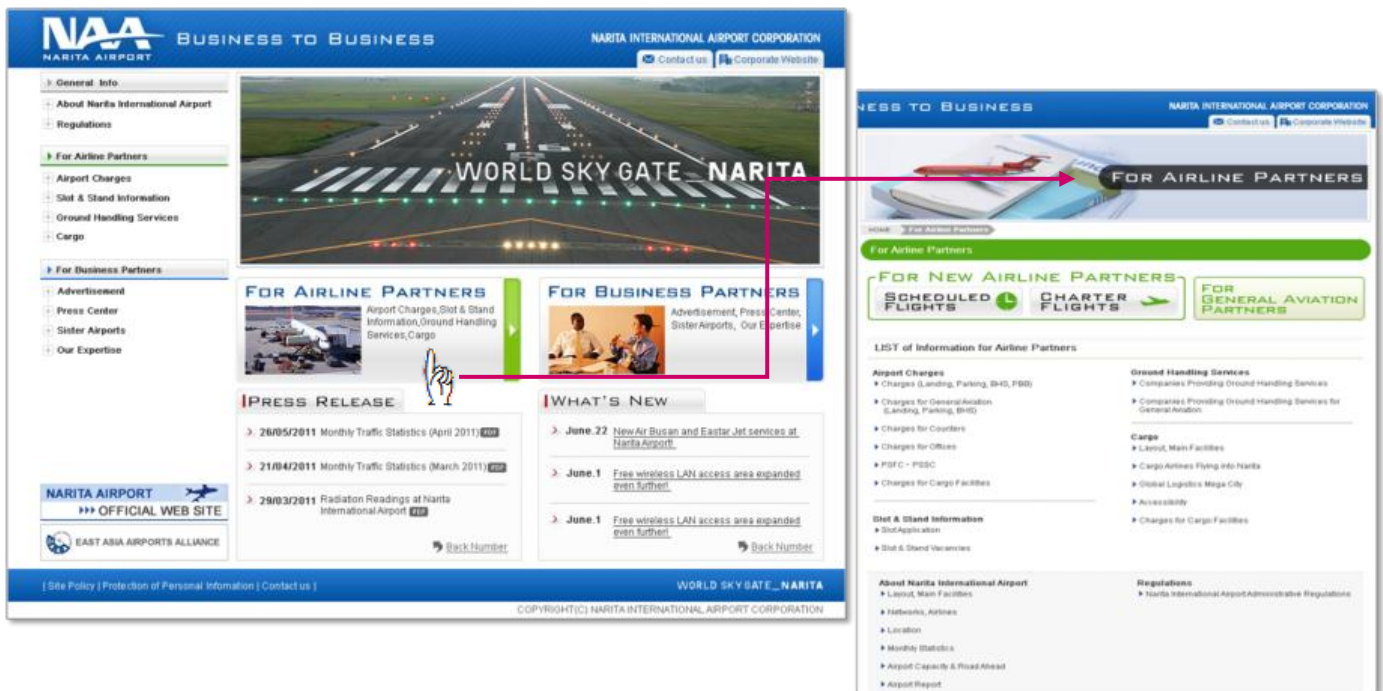 NAA
NARITA AIRPORT
BUSINESS TO BUSINESS
NARITA INTERNATIONAL AIRPORT CORPORATION
Contact us
Corporate Website
General Info
About Narita International Airport
Regulations
For Airline Partners
Airport Charges
Slot & Stand Information
Ground Handling Services
Cargo
For Business Partners
Advertisement
Press Center
Sister Airports
Our Expertise
NARITA AIRPORT
OFFICIAL WEB SITE
EAST ASIA AIRPORTS ALLIANCE
WORLD SKY GATE_NARITA
FOR AIRLINE PARTNERS
Airport Charges,Slot & Stand
Information,Ground Handling
Services,Cargo
FOR BUSINESS PARTNERS
Advertisement, Press Center,
Sister Airports, Our Expertise
PRESS RELEASE
26/05/2011 Monthly Traffic Statistics (April 2011) PDF
21/04/2011 Monthly Traffic Statistics (March 2011) PDF
29/03/2011 Radiation Readings at Narita
International Airport PDF
Back Number
WHAT'S NEW
June.22 New Air Busan and Eastar Jet services at
Narita Airport!
June.1 Free wireless LAN access area expanded
even further!
June.1 Free wireless LAN access area expanded
even further!
Back Number
| Site Policy | Protection of Personal Information | Contact us |
WORLD SKY GATE_NARITA
COPYRIGHT(C) NARITA INTERNATIONAL AIRPORT CORPORATION
NESS TO BUSINESS
NARITA INTERNATIONAL AIRPORT CORPORATION
Contact us
Corporate Website
FOR AIRLINE PARTNERS
HOME
For Airline Partners
For Airline Partners
FOR NEW AIRLINE PARTNERS
SCHEDULED
FLIGHTS
CHARTER
FLIGHTS
FOR
GENERAL AVIATION
PARTNERS
LIST of Information for Airline Partners
Airport Charges
Charges (Landing, Parking, BHS, PBB)
Charges for General Aviation
(Landing, Parking, BHS)
Charges for Counters
Charges for Offices
PSFC - PSSC
Charges for Cargo Facilities
Slot & Stand Information
Slot Application
Slot & Stand Vacancies
Ground Handling Services
Companies Providing Ground Handling Services
Companies Providing Ground Handling Services for
General Aviation
Cargo
Layout, Main Facilities
Cargo Airlines Flying into Narita
Global Logistics Mega City
Accessibility
Charges for Cargo Facilities
About Narita International Airport
Layout, Main Facilities
Networks, Airlines
Location
Monthly Statistics
Airport Capacity & Road Ahead
Airport Report
Regulations
Narita International Airport Administrative Regulations